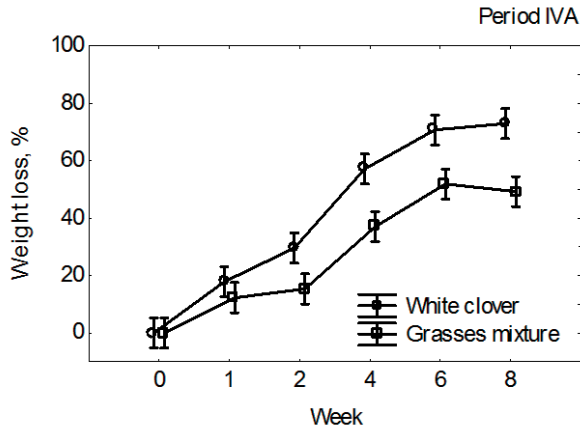 Period IVA
100
80
60
40
20
0
Weight loss, %
White clover
Grasses mixture
0 1 2 4 6 8
Week